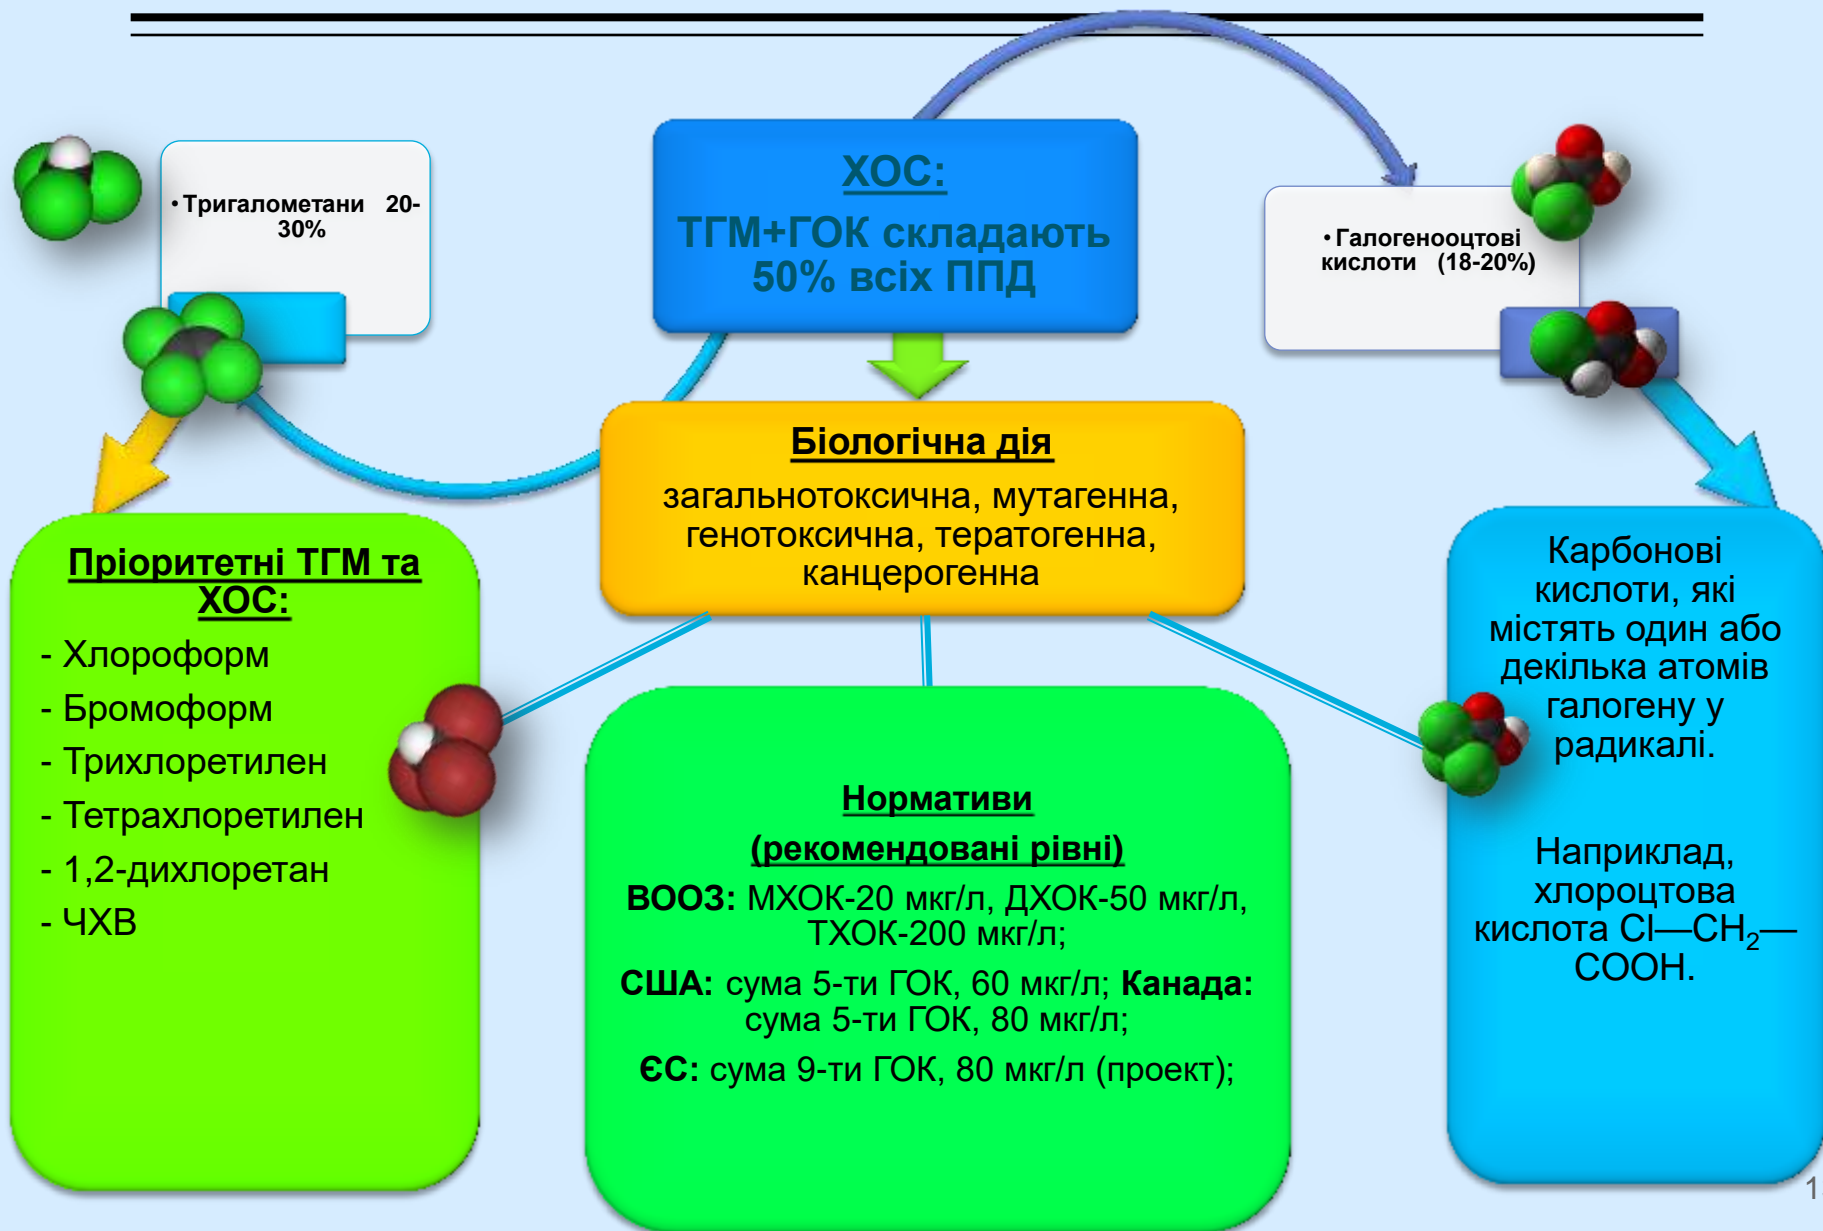 • Тригалометани 20-
30%
ХОС:
ТГМ+ГОК складають
50% всіх ППД
• Галогенооцтові
кислоти (18-20%)
Біологічна дія
загальнотоксична, мутагенна,
генотоксична, тератогенна,
канцерогенна
Пріоритетні ТГМ та
ХОС:
- Хлороформ
- Бромоформ
- Трихлоретилен
- Тетрахлоретилен
- 1,2-дихлоретан
- ЧХВ
Нормативи
(рекомендовані рівні)
ВООЗ: МХОК-20 мкг/л, ДХОК-50 мкг/л,
ТХОК-200 мкг/л;
США: сума 5-ти ГОК, 60 мкг/л; Канада:
сума 5-ти ГОК, 80 мкг/л;
ЄС: сума 9-ти ГОК, 80 мкг/л (проект);
Карбонові
кислоти, які
містять один або
декілька атомів
галогену у
радикалі.
Наприклад,
хлороцтова
кислота Cl—CH₂—
COOH.
1